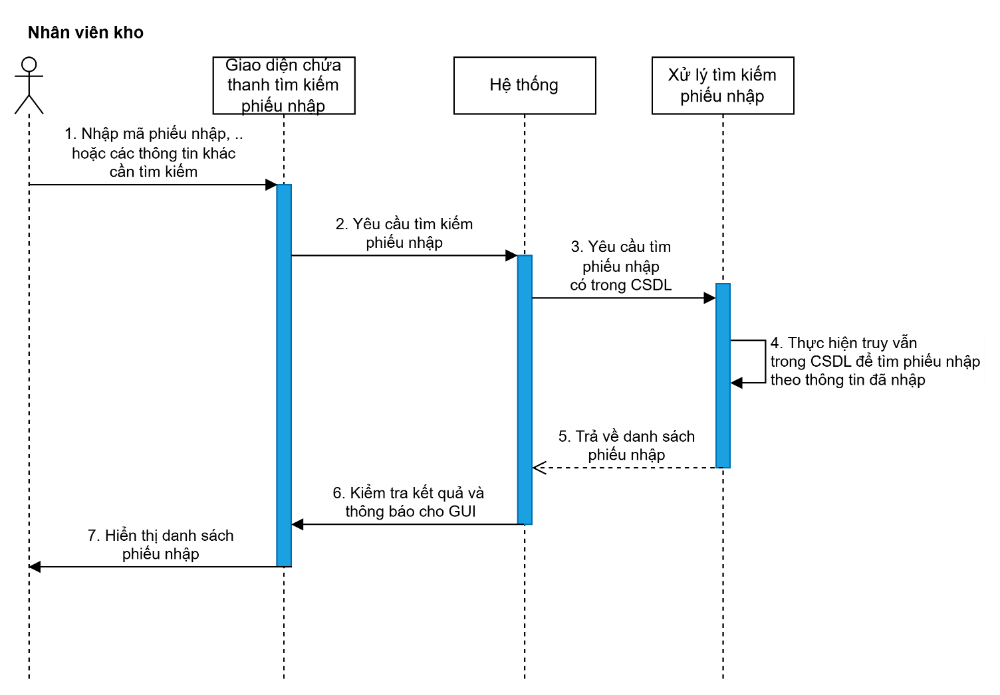 Nhân viên kho
Giao diện chứa
thanh tìm kiếm
phiếu nhập
Hệ thống
Xử lý tìm kiếm
phiếu nhập
1. Nhập mã phiếu nhập, ..
hoặc các thông tin khác
cần tìm kiếm
2. Yêu cầu tìm kiếm
phiếu nhập
3. Yêu cầu tìm
phiếu nhập
có trong CSDL
4. Thực hiện truy vẫn
trong CSDL để tìm phiếu nhập
theo thông tin đã nhập
5. Trả về danh sách
phiếu nhập
6. Kiểm tra kết quả và
thông báo cho GUI
7. Hiển thị danh sách
phiếu nhập